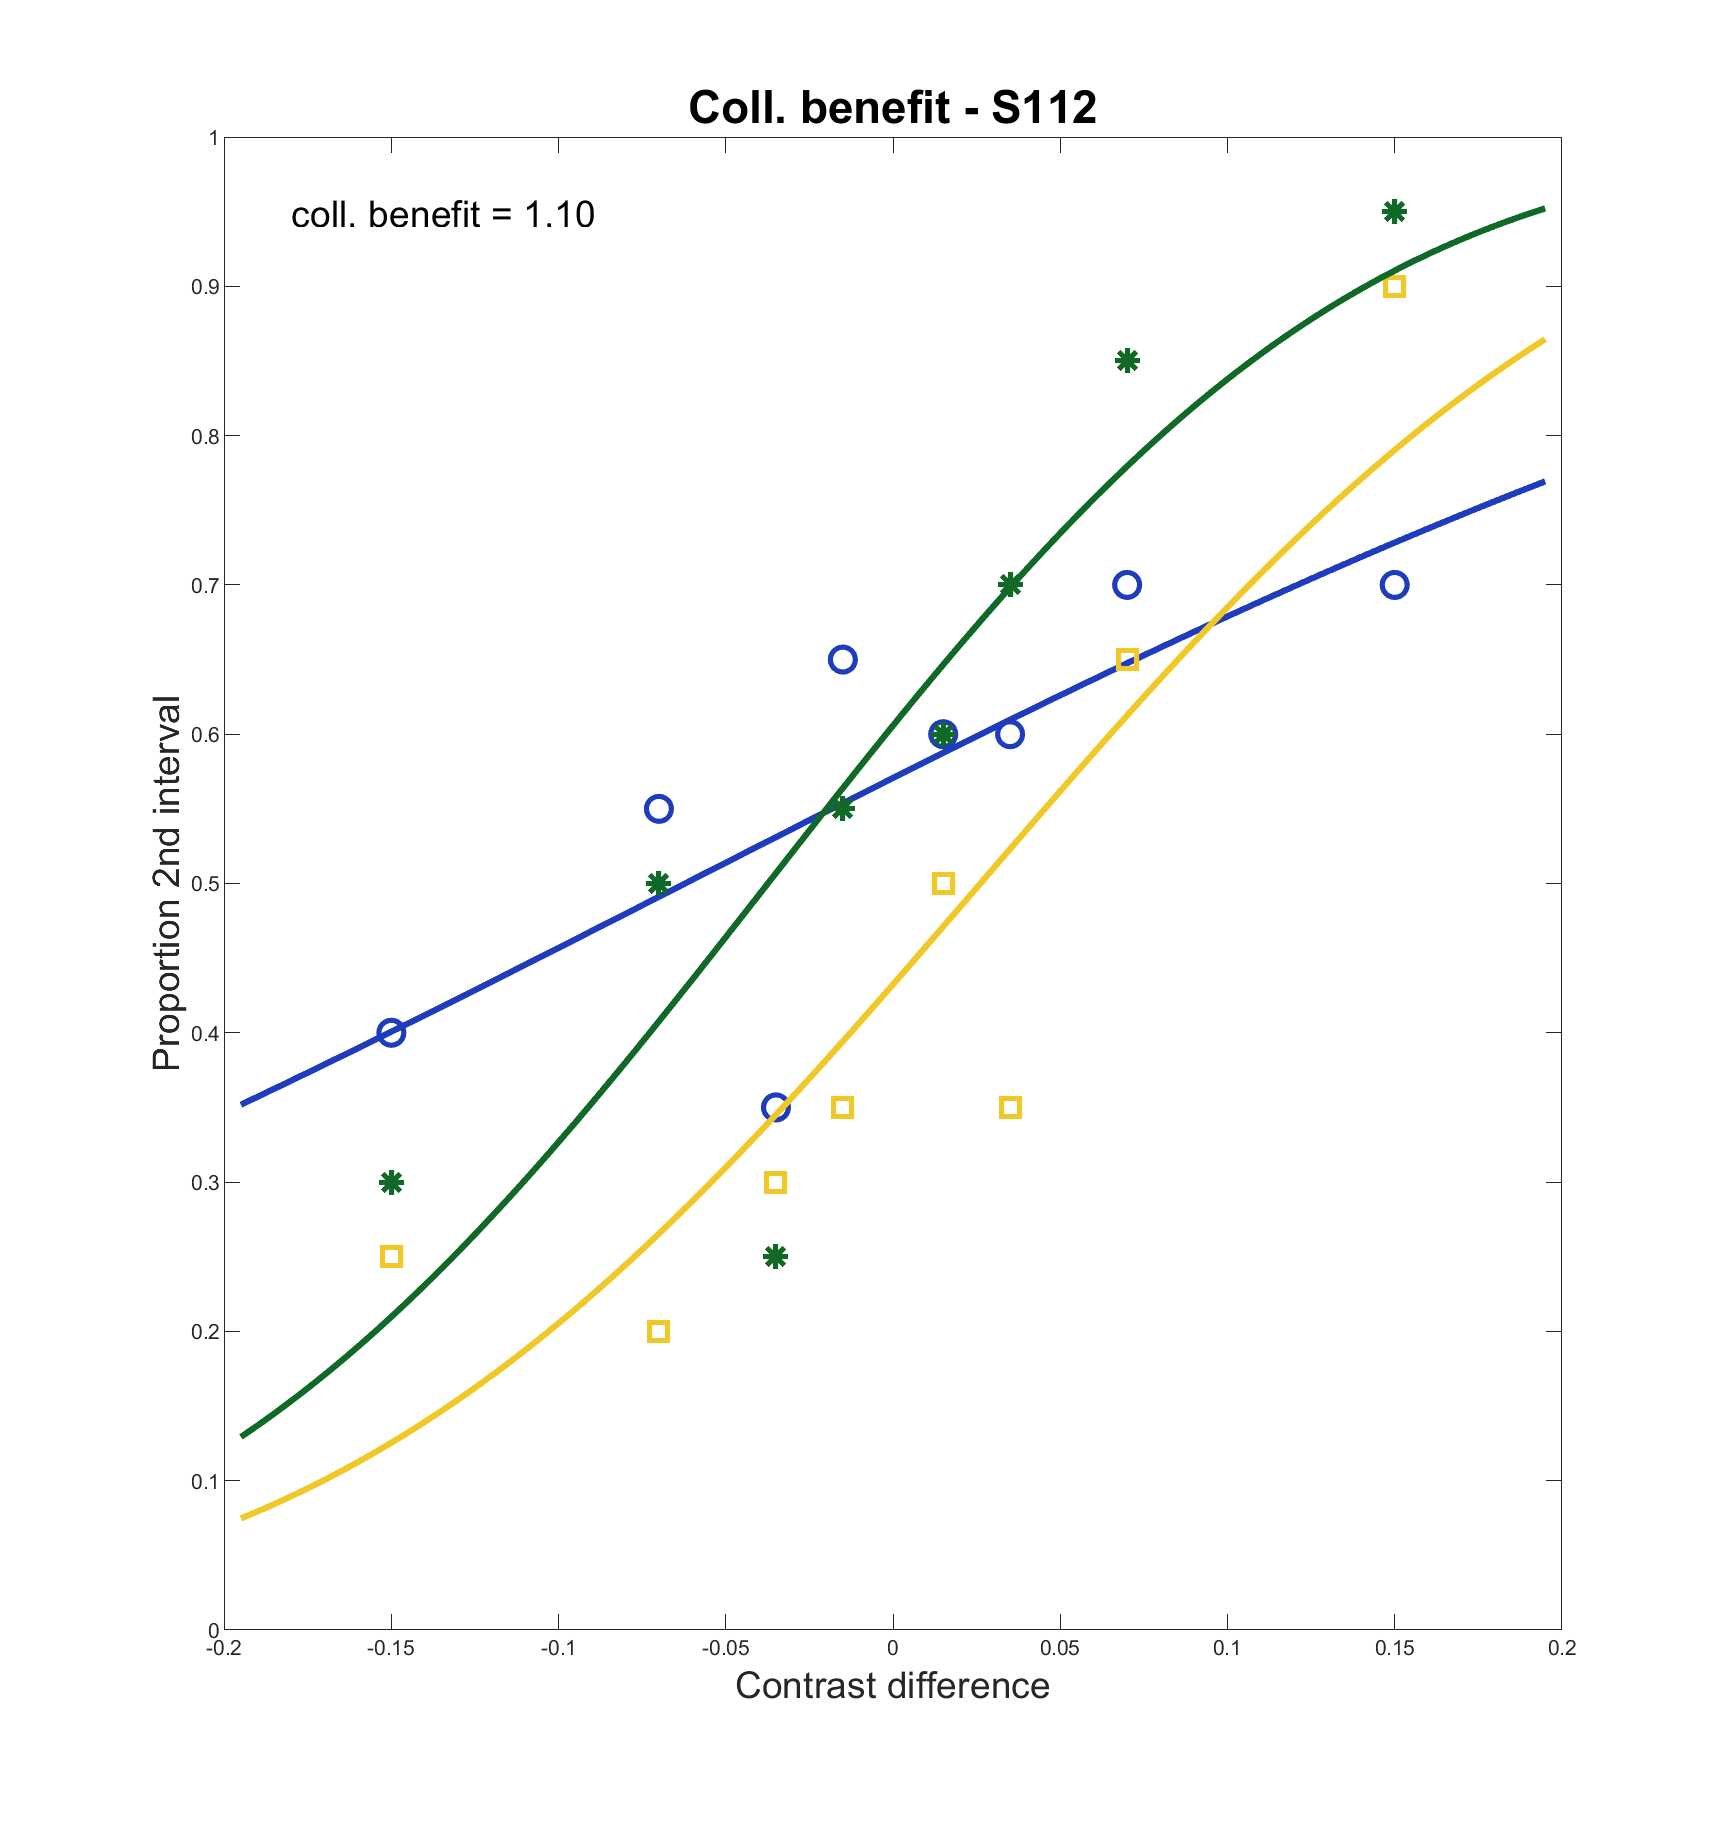 Coll. benefit - S112
coll. benefit = 1.10
Proportion 2nd interval
1
0.9
0.8
0.7
0.6
0.5
0.4
0.3
0.2
0.1
0
-0.2 -0.15 -0.1 -0.05 0 0.05 0.1 0.15 0.2
Contrast difference